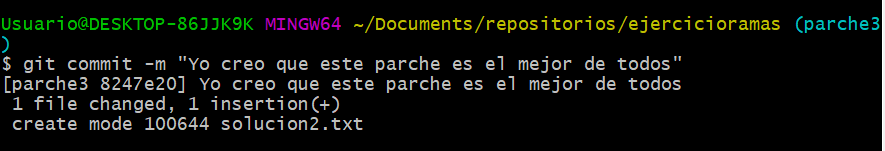 Usuario@DESKTOP-86JJK9K MINGW64 ~/Documents/repositorios/ejercicioramas (parche3
)
$ git commit -m "Yo creo que este parche es el mejor de todos"
[parche3 8247e20] Yo creo que este parche es el mejor de todos
 1 file changed, 1 insertion(+)
 create mode 100644 solucion2.txt